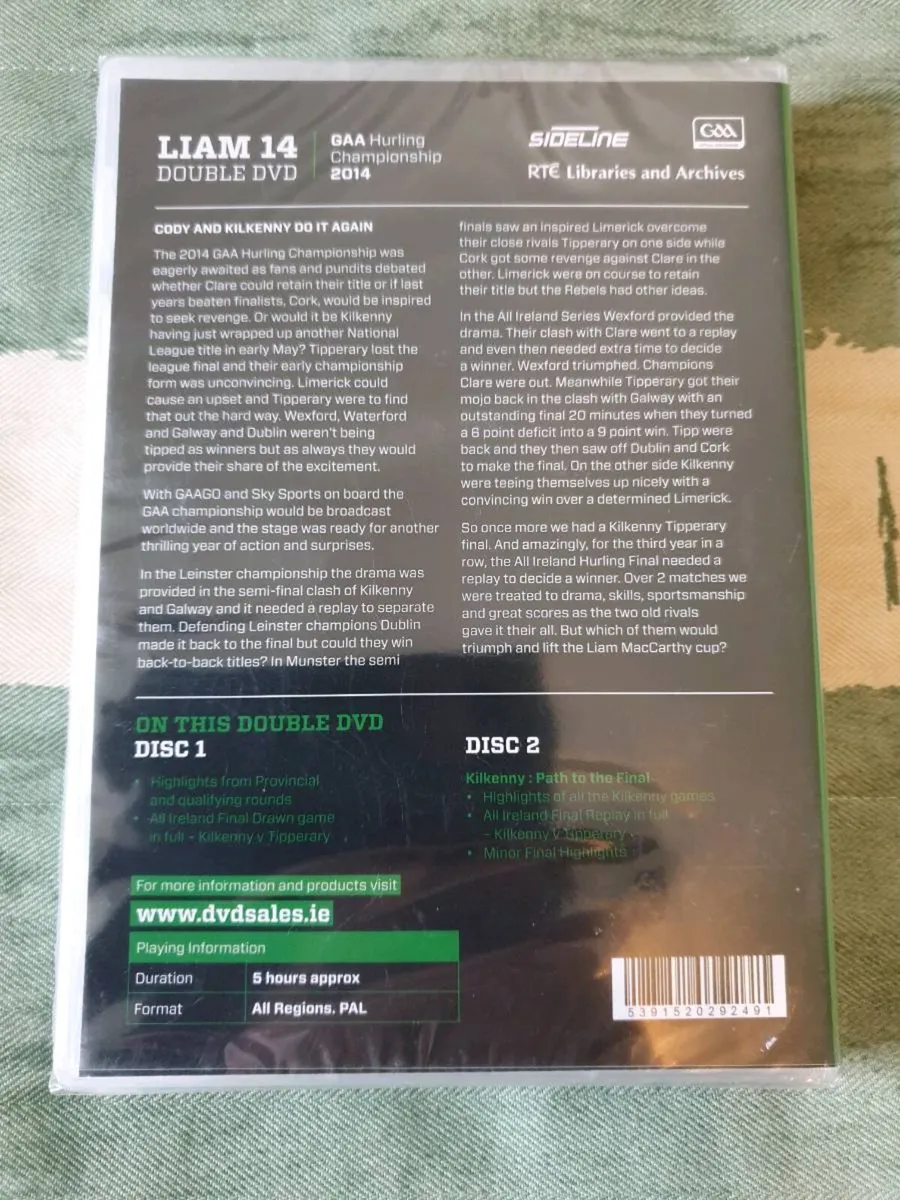 LIAM 14
DOUBLE DVD
GAA Hurling
Championship
2014
SIDELINE
GAA
RTÉ Libraries and Archives
CODY AND KILKENNY DO IT AGAIN
The 2014 GAA Hurling Championship was
eagerly awaited as fans and pundits debated
whether Clare could retain their title or if last
years beaten finalists, Cork, would be inspired
to seek revenge. Or would it be Kilkenny
having just wrapped up another National
League title in early May? Tipperary lost the
league final and their early championship
form was unconvincing. Limerick could
cause an upset and Tipperary were to find
that out the hard way. Wexford, Waterford
and Galway and Dublin weren't being
tipped as winners but as always they would
provide their share of the excitement.
With GAAGO and Sky Sports on board the
GAA championship would be broadcast
worldwide and the stage was ready for another
thrilling year of action and surprises.
In the Leinster championship the drama was
provided in the semi-final clash of Kilkenny
and Galway and it needed a replay to separate
them. Defending Leinster champions Dublin
made it back to the final but could they win
back-to-back titles? In Munster the semi
finals saw an inspired Limerick overcome
their close rivals Tipperary on one side while
Cork got some revenge against Clare in the
other. Limerick were on course to retain
their title but the Rebels had other ideas.
In the All Ireland Series Wexford provided the
drama. Their clash with Clare went to a replay
and even then needed extra time to decide
a winner. Wexford triumphed. Champions
Clare were out. Meanwhile Tipperary got their
mojo back in the clash with Galway with an
outstanding final 20 minutes when they turned
a 6 point deficit into a 9 point win. Tipp were
back and they then saw off Dublin and Cork
to make the final. On the other side Kilkenny
were teeing themselves up nicely with a
convincing win over a determined Limerick.
So once more we had a Kilkenny Tipperary
final. And amazingly, for the third year in a
row, the All Ireland Hurling Final needed a
replay to decide a winner. Over 2 matches we
were treated to drama, skills, sportsmanship
and great scores as the two old rivals
gave it their all. But which of them would
triumph and lift the Liam MacCarthy cup?
ON THIS DOUBLE DVD
DISC 1
• Highlights from Provincial
and qualifying rounds
• All Ireland Final Drawn game
in full – Kilkenny v Tipperary
DISC 2
Kilkenny : Path to the Final
• Highlights of all the Kilkenny games
• All Ireland Final Replay in full
– Kilkenny v Tipperary
• Minor Final Highlights
For more information and products visit
www.dvdsales.ie
Playing Information
Duration 5 hours approx
Format All Regions. PAL
5391520292491